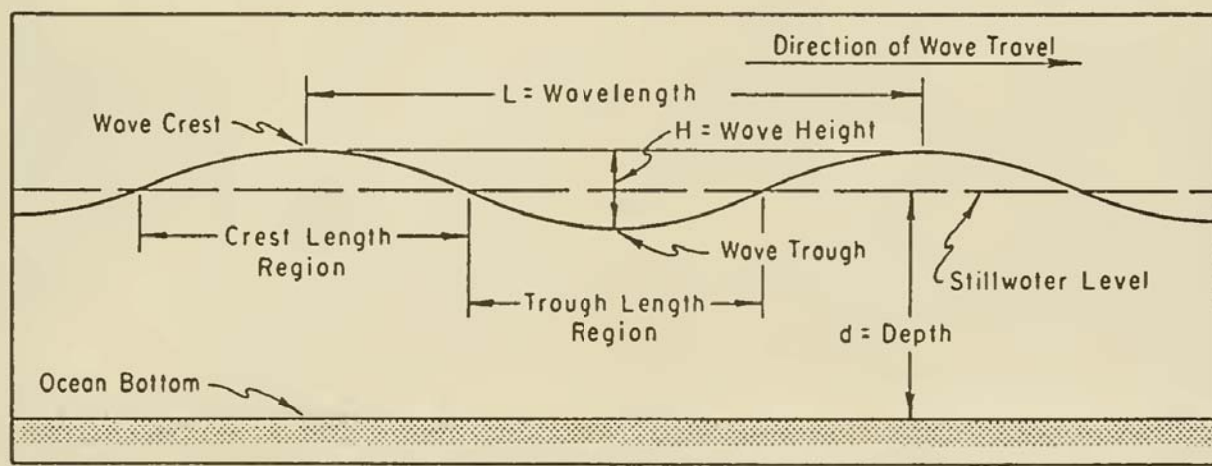 Direction of Wave Travel
L = Wavelength
Wave Crest
H = Wave Height
Crest Length
Region
Wave Trough
Stillwater Level
Trough Length
Region
d = Depth
Ocean Bottom